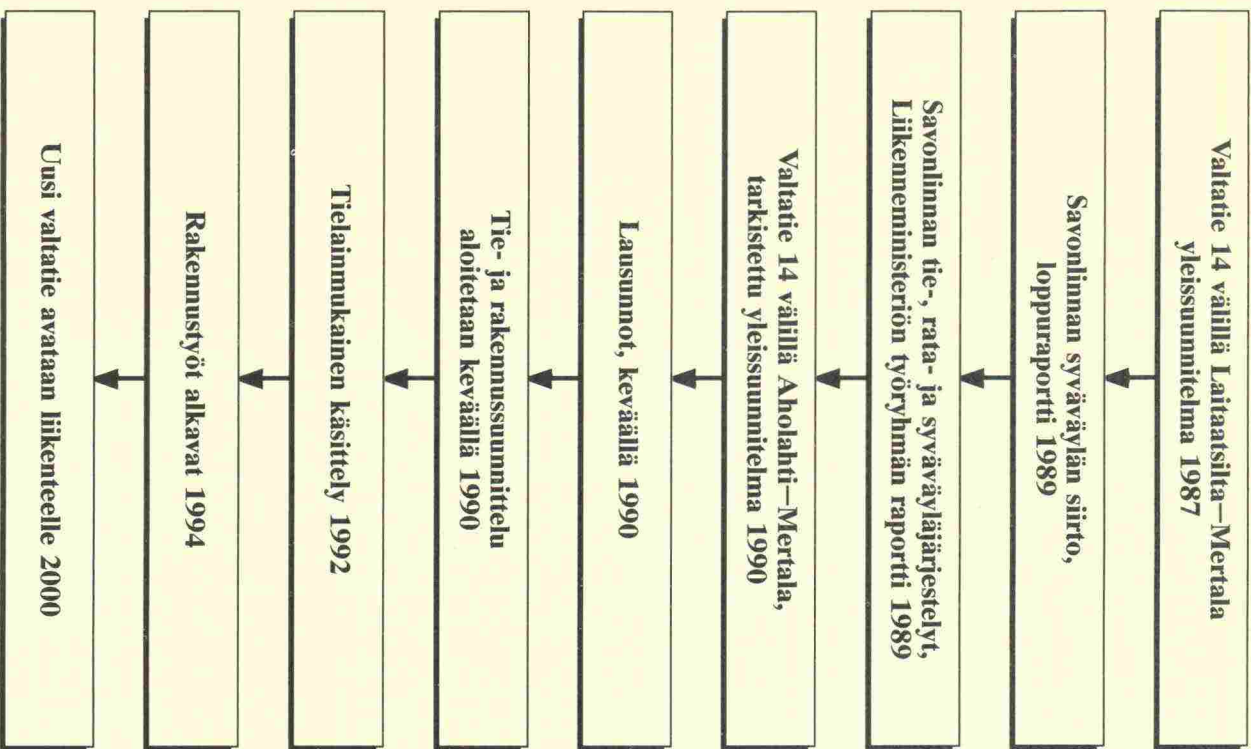 Valtatie 14 välillä Laitaatsilta—Mertala
yleissuunnitelma 1987
Savonlinnan syväväylän siirto,
loppuraportti 1989
Savonlinnan tie-, rata- ja syväväyläjärjestelyt,
Liikenneministeriön työryhmän raportti 1989
Valtatie 14 välillä Aholahti—Mertala,
tarkistettu yleissuunnitelma 1990
Lausunnot, keväällä 1990
Tie- ja rakennussuunnittelu
aloitetaan keväällä 1990
Tielainmukainen käsittely 1992
Rakennustyöt alkavat 1994
Uusi valtatie avataan liikenteelle 2000